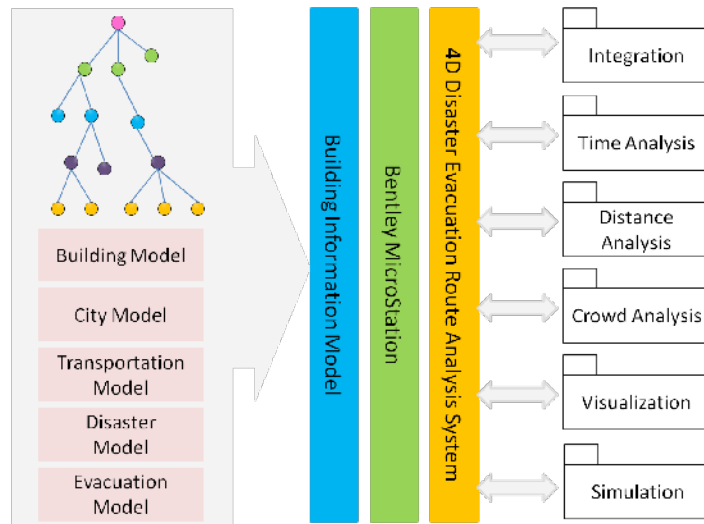 Building Model
City Model
Transportation
Model
Disaster
Model
Evacuation
Model
Building Information Model
Bentley MicroStation
4D Disaster Evacuation Route Analysis System
Integration
Time Analysis
Distance
Analysis
Crowd Analysis
Visualization
Simulation